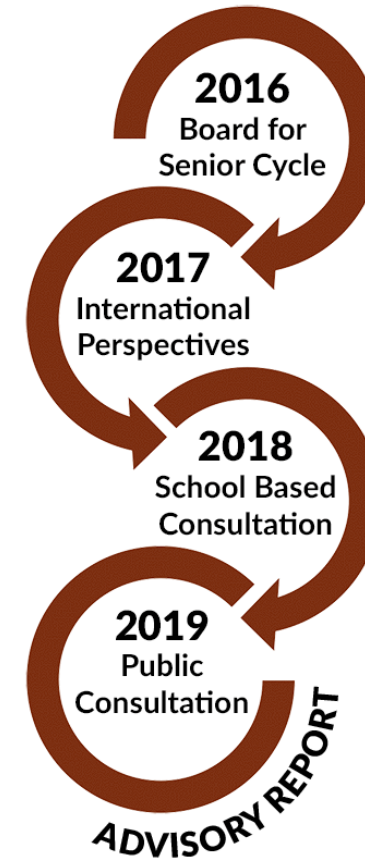 2016
Board for
Senior Cycle
2017
International
Perspectives
2018
School Based
Consultation
2019
Public
Consultation
ADVISORY REPORT